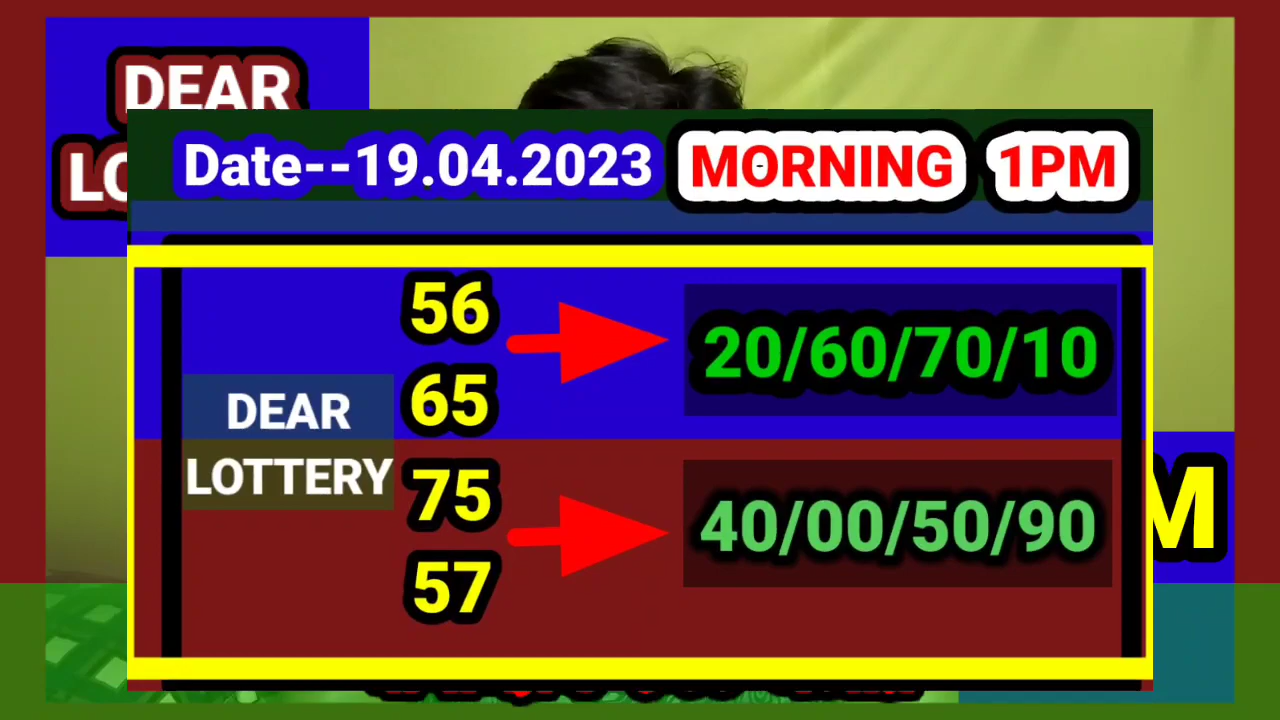 DEAR
Date--19.04.2023 MORNING 1PM
56
20/60/70/10
65
DEAR
LOTTERY
75
40/00/50/90
57